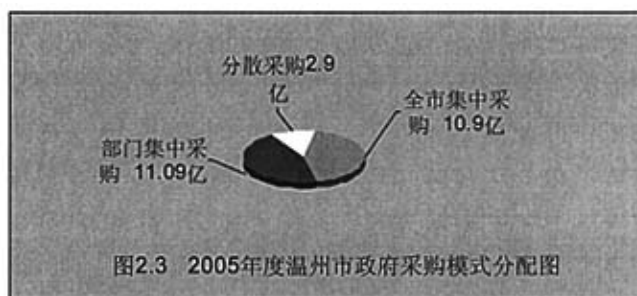 分散采购2.9
亿
全市集中采
购 10.9亿
部门集中采
购 11.09亿
图2.3 2005年度温州市政府采购模式分配图